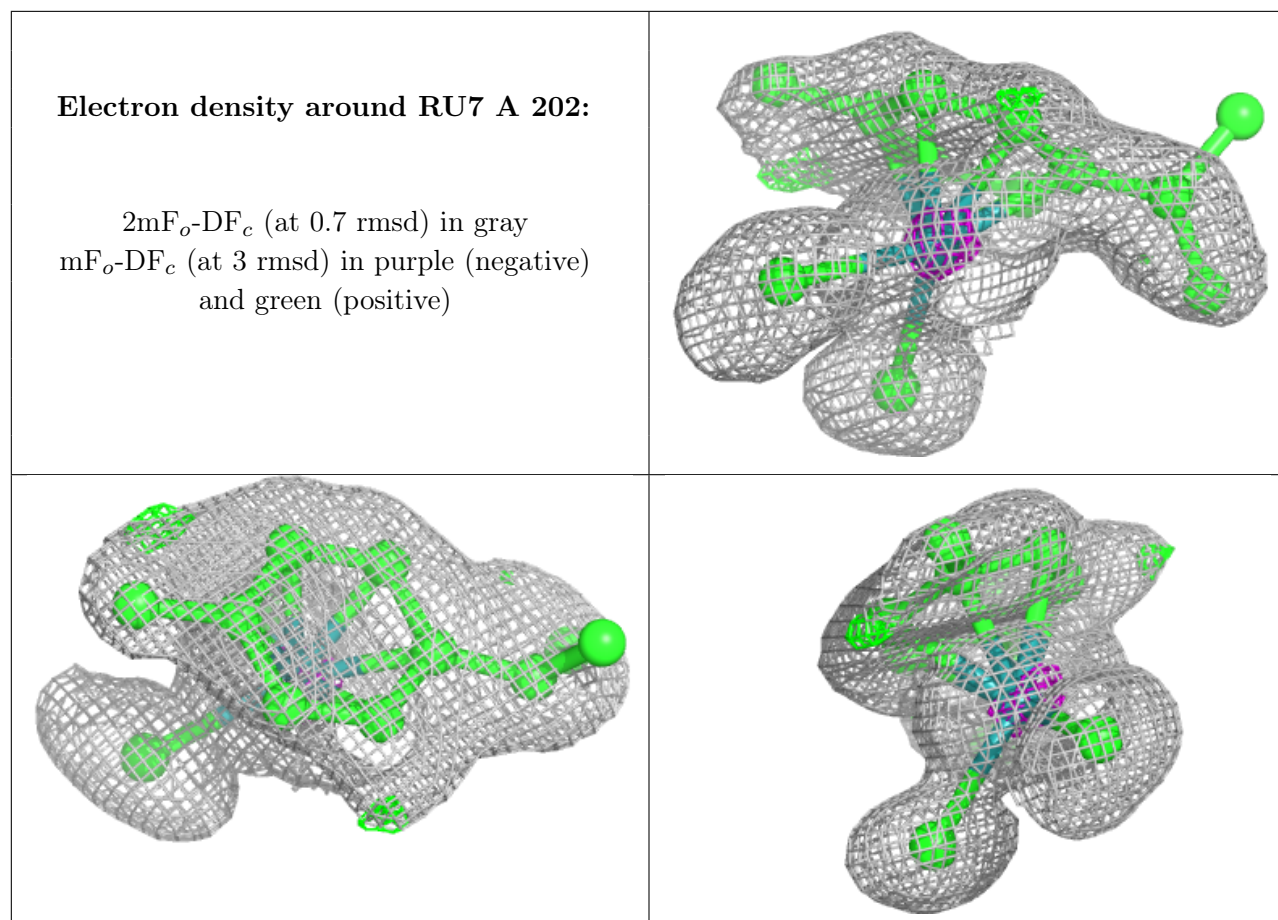 Electron density around RU7 A 202:
2mFo-DFc (at 0.7 rmsd) in gray
mFo-DFc (at 3 rmsd) in purple (negative)
and green (positive)